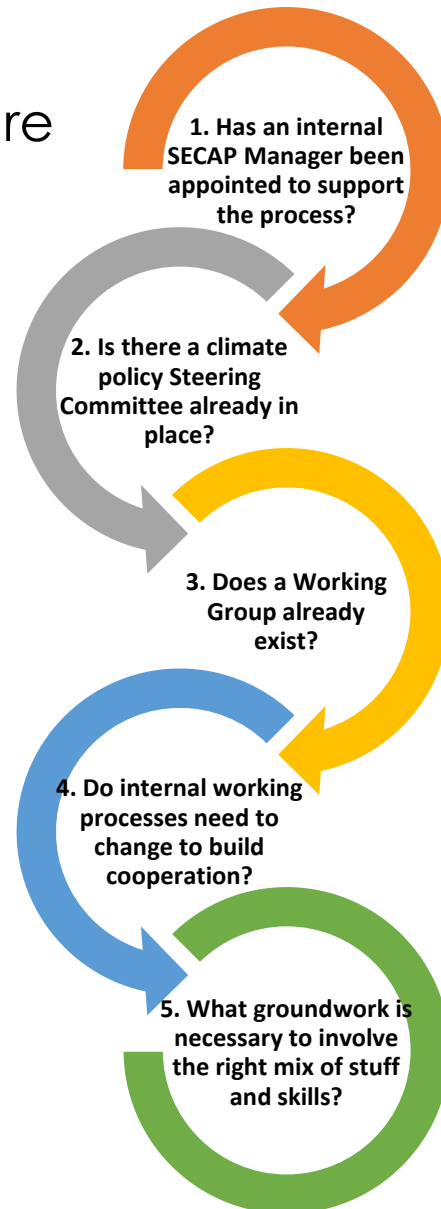 re
1. Has an internal
SECAP Manager been
appointed to support
the process?
2. Is there a climate
policy Steering
Committee already in
place?
3. Does a Working
Group already
exist?
4. Do internal working
processes need to
change to build
cooperation?
5. What groundwork is
necessary to involve
the right mix of stuff
and skills?